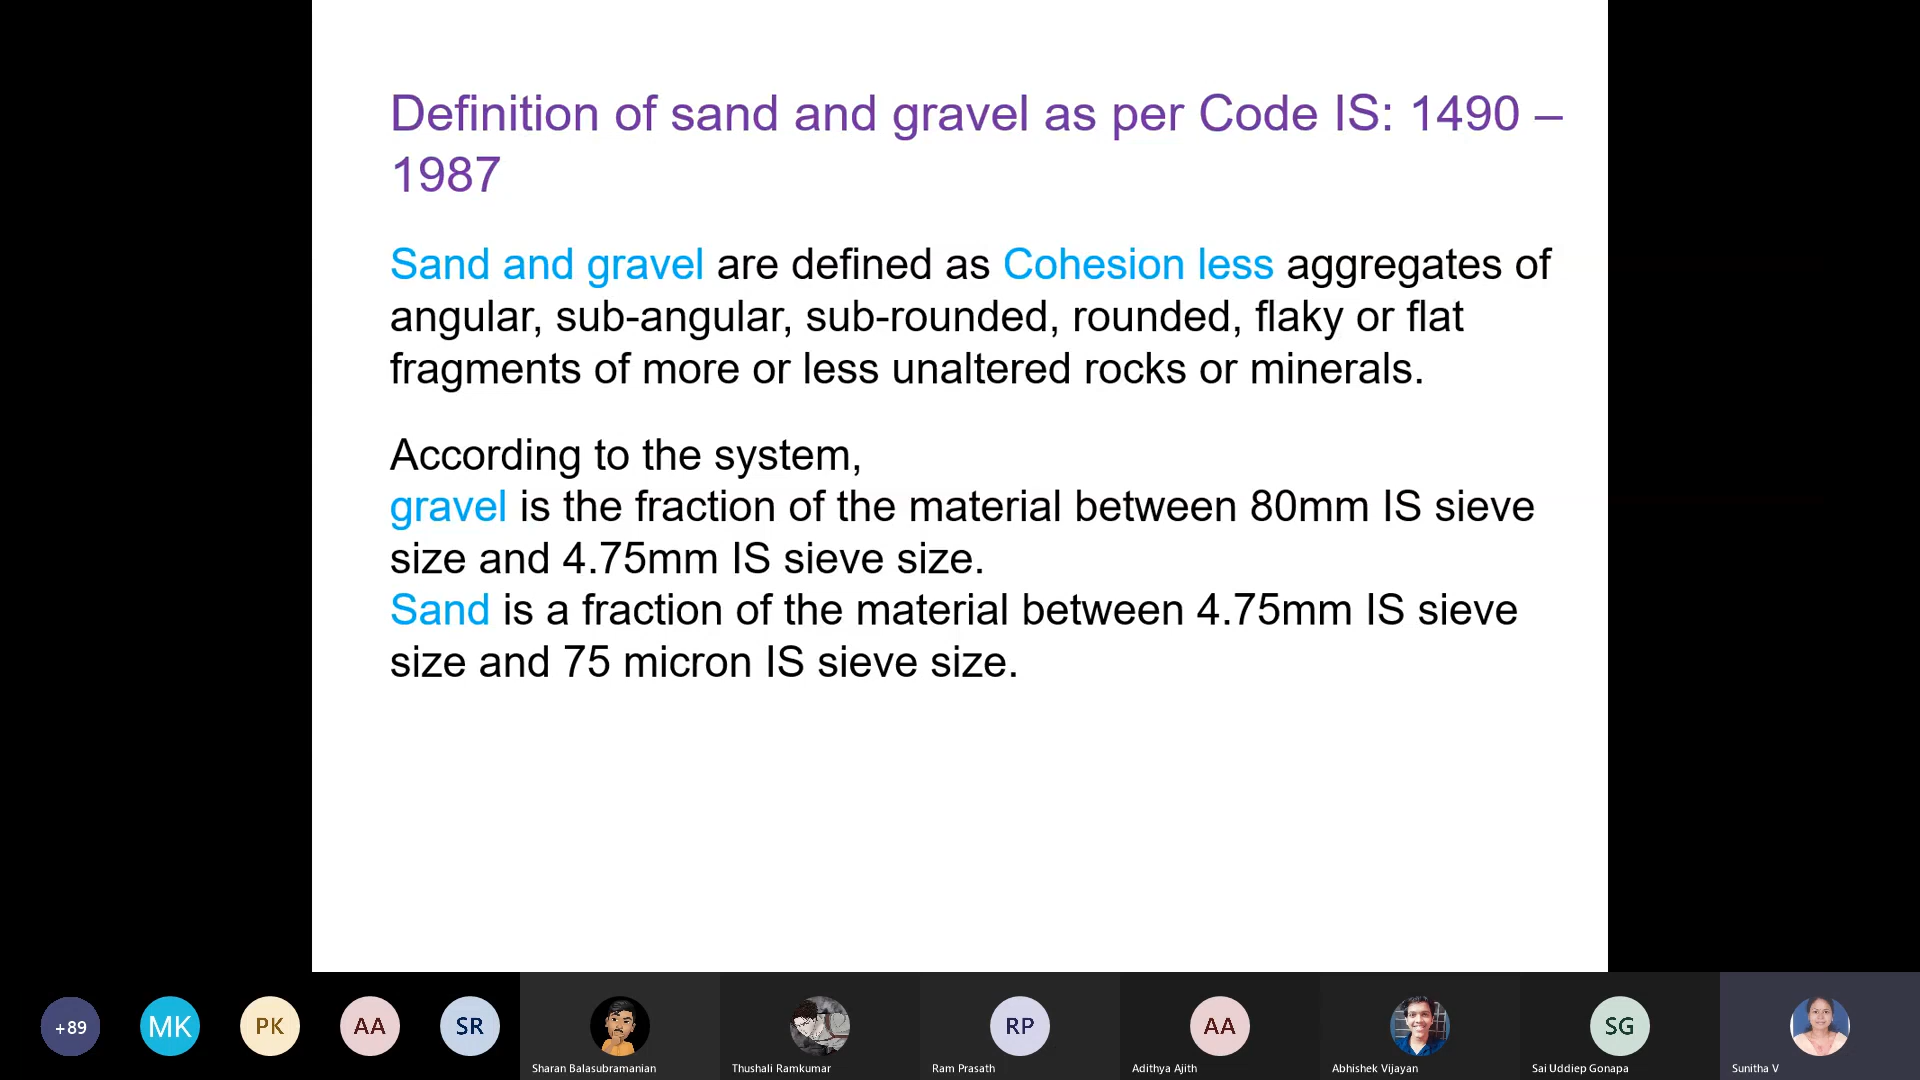 Definition of sand and gravel as per Code IS: 1490 –
1987
Sand and gravel are defined as Cohesion less aggregates of
angular, sub-angular, sub-rounded, rounded, flaky or flat
fragments of more or less unaltered rocks or minerals.
According to the system,
gravel is the fraction of the material between 80mm IS sieve
size and 4.75mm IS sieve size.
Sand is a fraction of the material between 4.75mm IS sieve
size and 75 micron IS sieve size.
+89
MK
PK
AA
SR
Sharan Balasubramanian
Thushali Ramkumar
RP
Ram Prasath
AA
Adithya Ajith
Abhishek Vijayan
SG
Sai Uddiep Gonapa
Sunitha V